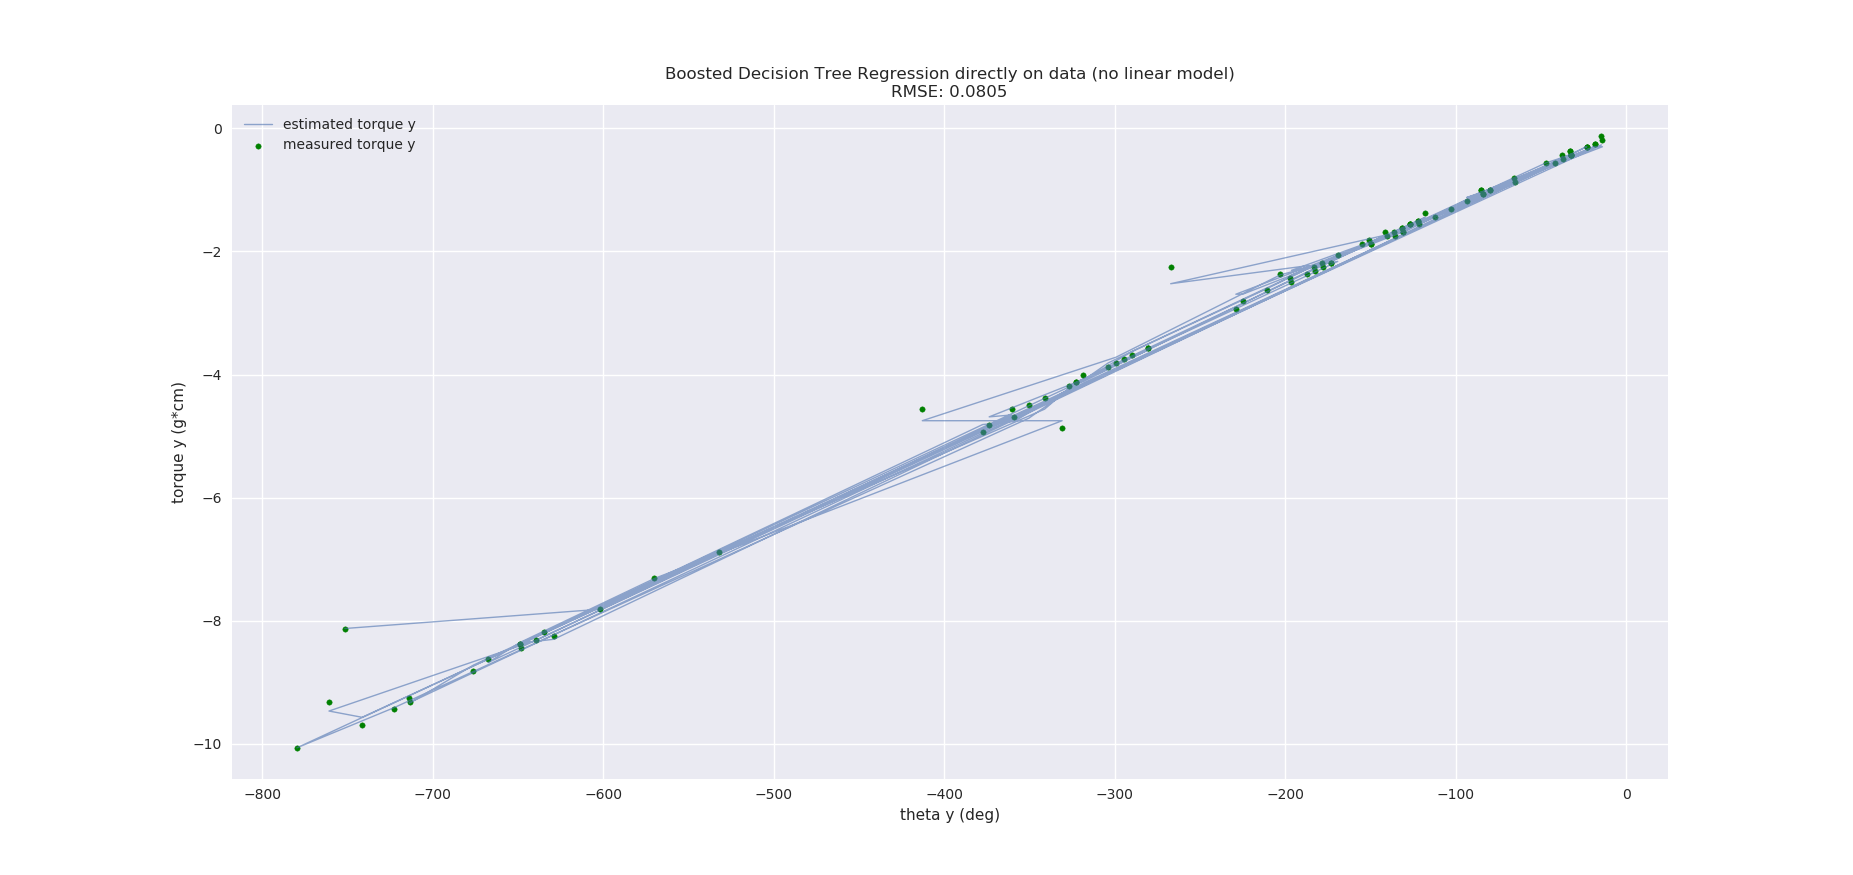 Boosted Decision Tree Regression directly on data (no linear model)
RMSE: 0.0805
estimated torque y
measured torque y
0
−2
−4
−6
−8
−10
torque y (g*cm)
−800 −700 −600 −500 −400 −300 −200 −100 0
theta y (deg)